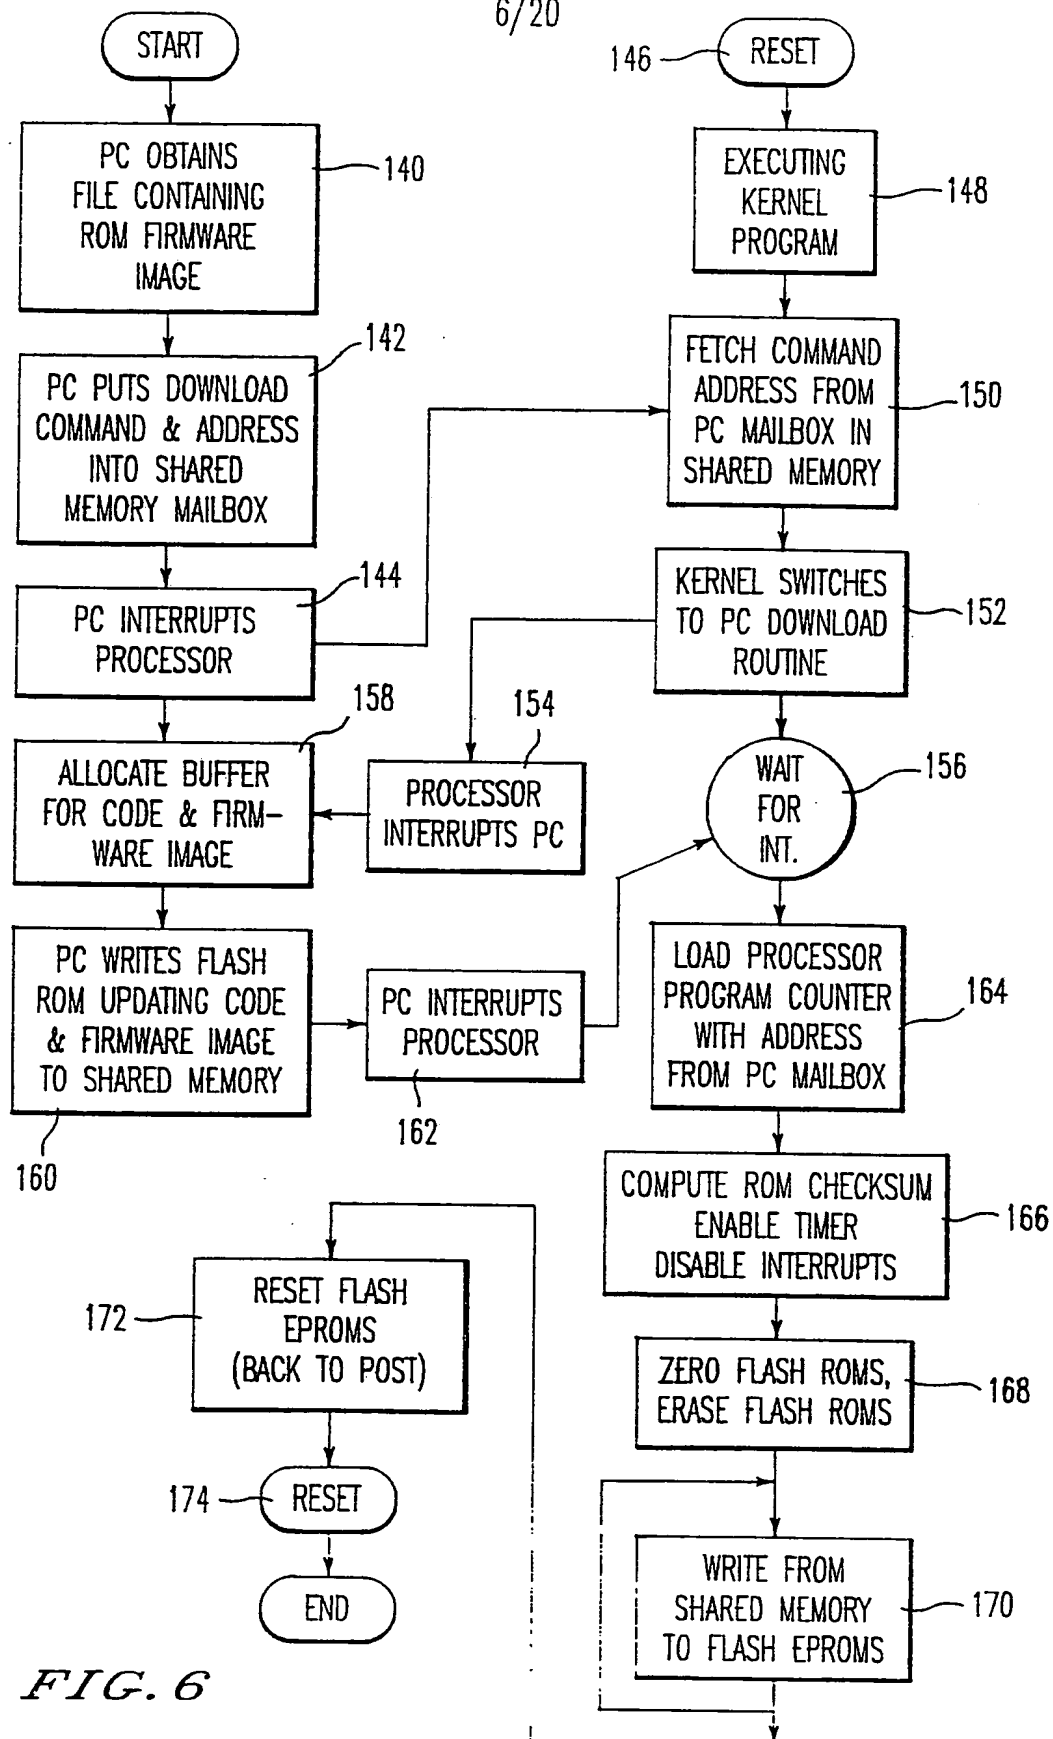 6/20
START
PC OBTAINS
FILE CONTAINING
ROM FIRMWARE
IMAGE
140
PC PUTS DOWNLOAD
COMMAND & ADDRESS
INTO SHARED
MEMORY MAILBOX
142
PC INTERRUPTS
PROCESSOR
144
ALLOCATE BUFFER
FOR CODE & FIRM-
WARE IMAGE
158
PC WRITES FLASH
ROM UPDATING CODE
& FIRMWARE IMAGE
TO SHARED MEMORY
160
PROCESSOR
INTERRUPTS PC
154
PC INTERRUPTS
PROCESSOR
162
146
RESET
EXECUTING
KERNEL
PROGRAM
148
FETCH COMMAND
ADDRESS FROM
PC MAILBOX IN
SHARED MEMORY
150
KERNEL SWITCHES
TO PC DOWNLOAD
ROUTINE
152
WAIT
FOR
INT.
156
LOAD PROCESSOR
PROGRAM COUNTER
WITH ADDRESS
FROM PC MAILBOX
164
COMPUTE ROM CHECKSUM
ENABLE TIMER
DISABLE INTERRUPTS
166
ZERO FLASH ROMS,
ERASE FLASH ROMS
168
WRITE FROM
SHARED MEMORY
TO FLASH EPROMS
170
RESET FLASH
EPROMS
(BACK TO POST)
172
RESET
174
END
FIG. 6